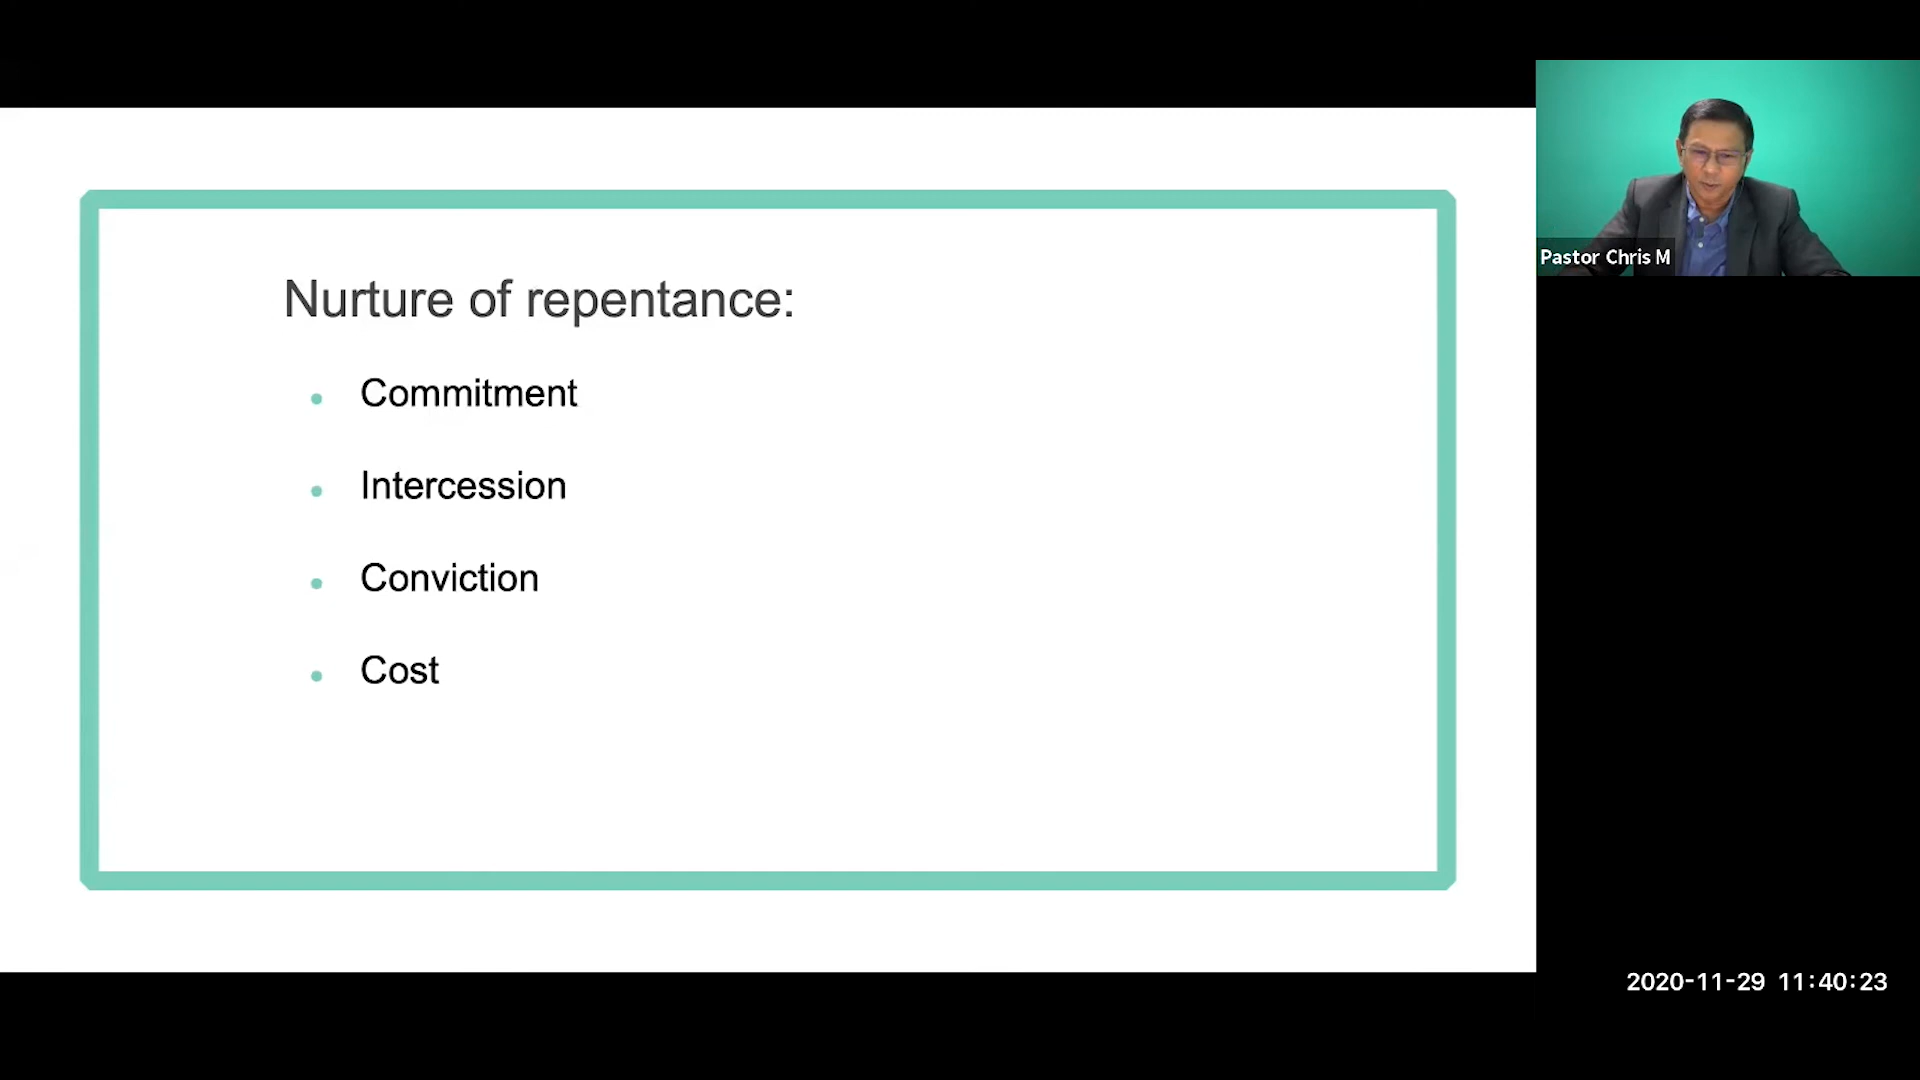 Nurture of repentance:
• Commitment
• Intercession
• Conviction
• Cost
Pastor Chris M
2020-11-29 11:40:23